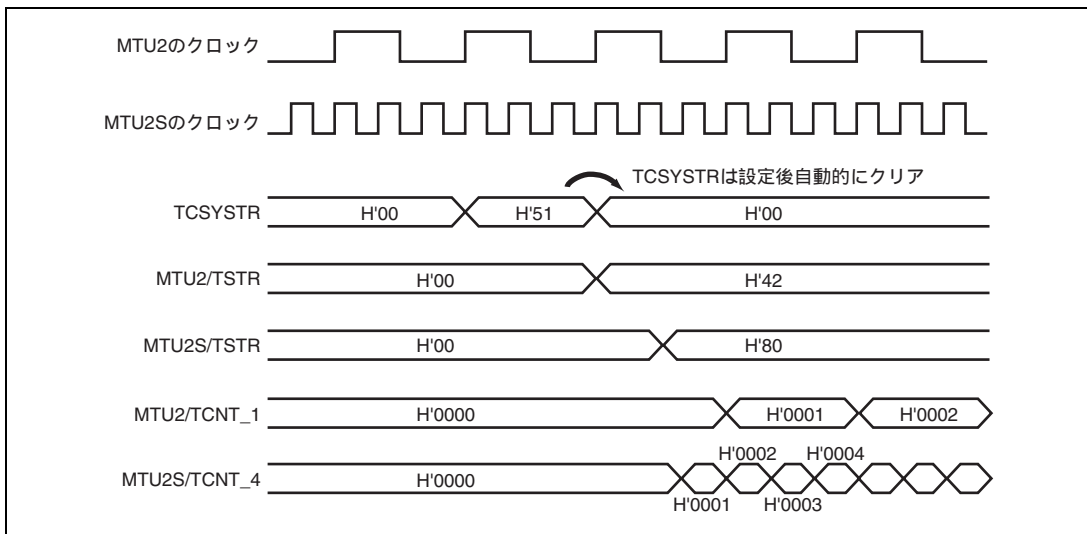 MTU2のクロック
MTU2Sのクロック
TCSYSTRは設定後自動的にクリア
TCSYSTR H'00 H'51 H'00
MTU2/TSTR H'00 H'42
MTU2S/TSTR H'00 H'80
MTU2/TCNT_1 H'0000 H'0001 H'0002
H'0002 H'0004
MTU2S/TCNT_4 H'0000
H'0001 H'0003